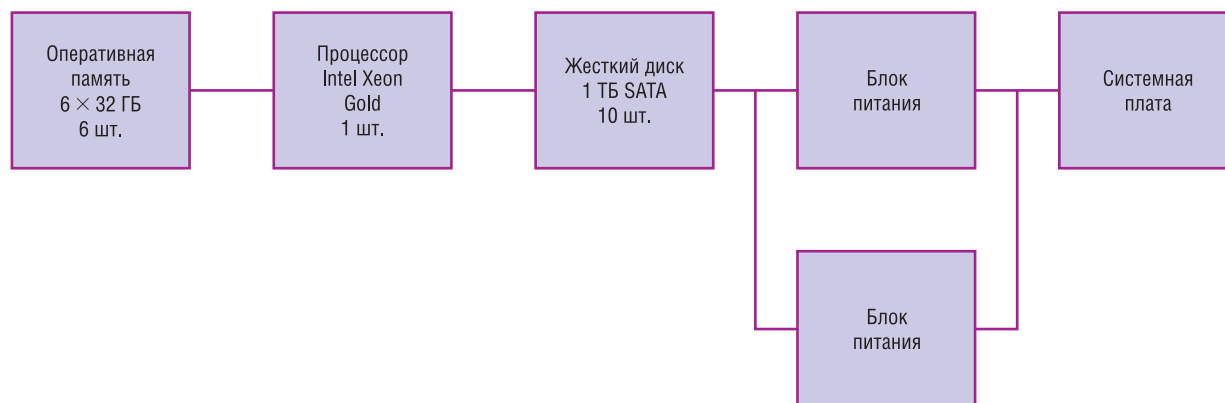 Оперативная
память
6 × 32 ГБ
6 шт.
Процессор
Intel Xeon
Gold
1 шт.
Жесткий диск
1 ТБ SATA
10 шт.
Блок
питания
Системная
плата
Блок
питания